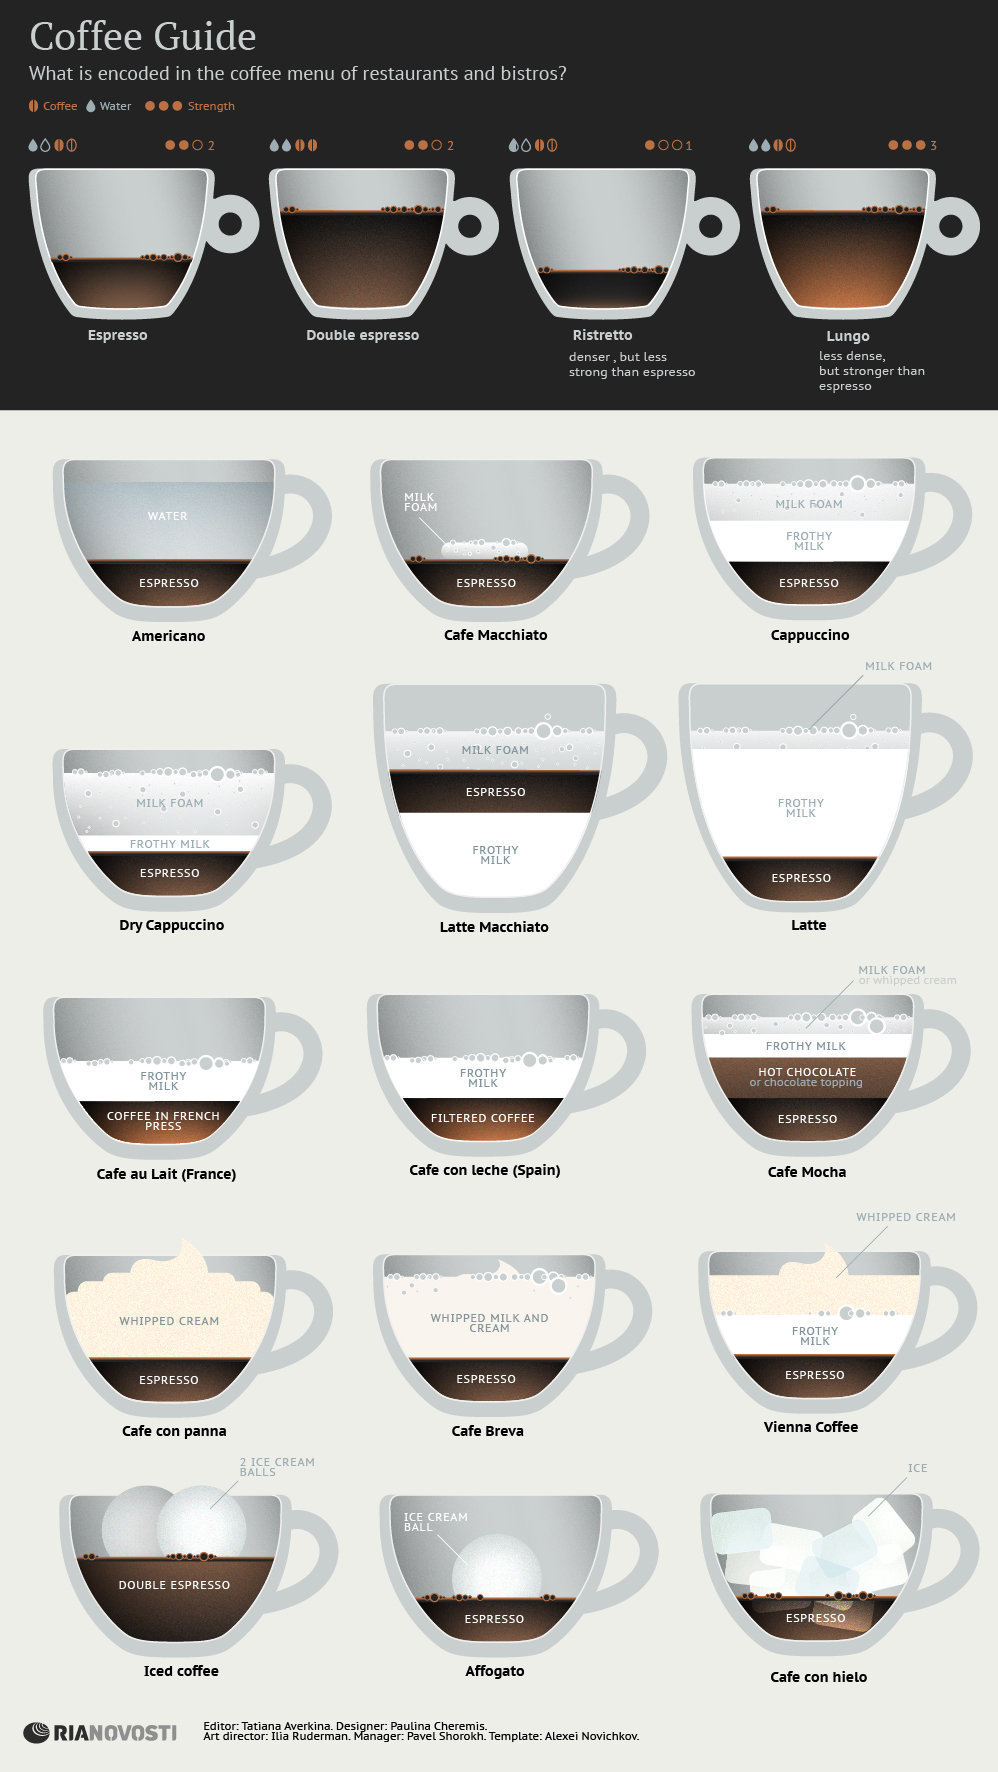 Coffee Guide
What is encoded in the coffee menu of restaurants and bistros?
Coffee Water Strength
2
2
1
3
Espresso
Double espresso
Ristretto
denser , but less
strong than espresso
Lungo
less dense,
but stronger than
espresso
WATER
ESPRESSO
Americano
MILK
FOAM
ESPRESSO
Cafe Macchiato
MILK FOAM
FROTHY
MILK
ESPRESSO
Cappuccino
MILK FOAM
FROTHY MILK
ESPRESSO
Dry Cappuccino
MILK FOAM
ESPRESSO
FROTHY
MILK
Latte Macchiato
MILK FOAM
FROTHY
MILK
ESPRESSO
Latte
FROTHY
MILK
COFFEE IN FRENCH
PRESS
Cafe au Lait (France)
FROTHY
MILK
FILTERED COFFEE
Cafe con leche (Spain)
MILK FOAM
or whipped cream
FROTHY MILK
HOT CHOCOLATE
or chocolate topping
ESPRESSO
Cafe Mocha
WHIPPED CREAM
ESPRESSO
Cafe con panna
WHIPPED MILK AND
CREAM
ESPRESSO
Cafe Breva
WHIPPED CREAM
FROTHY
MILK
ESPRESSO
Vienna Coffee
2 ICE CREAM
BALLS
DOUBLE ESPRESSO
Iced coffee
ICE CREAM
BALL
ESPRESSO
Affogato
ICE
ESPRESSO
Cafe con hielo
RIANOVOSTI
Editor: Tatiana Averkina. Designer: Paulina Cheremis.
Art director: Ilia Ruderman. Manager: Pavel Shorokh. Template: Alexei Novichkov.